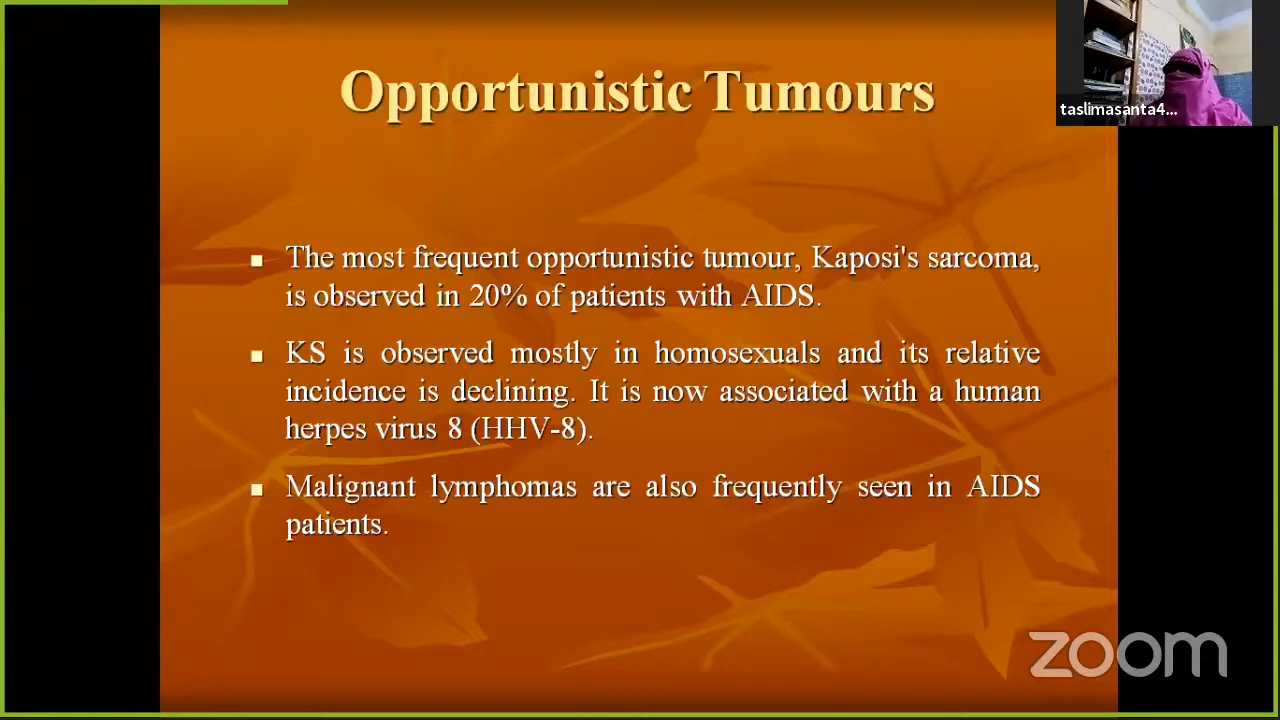 Opportunistic Tumours
taslimasanta4...
▪ The most frequent opportunistic tumour, Kaposi's sarcoma,
is observed in 20% of patients with AIDS.
▪ KS is observed mostly in homosexuals and its relative
incidence is declining. It is now associated with a human
herpes virus 8 (HHV-8).
▪ Malignant lymphomas are also frequently seen in AIDS
patients.
zoom